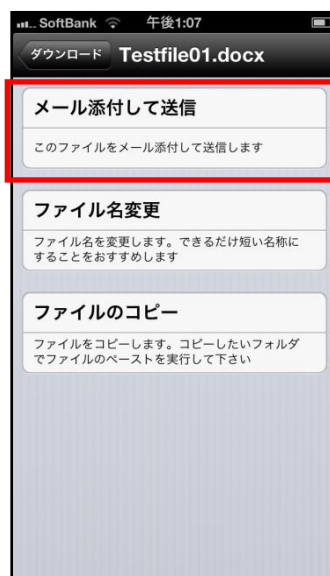 SoftBank 午後1:07
ダウンロード Testfile01.docx
メール添付して送信
このファイルをメール添付して送信します
ファイル名変更
ファイル名を変更します。できるだけ短い名称に
することをおすすめします
ファイルのコピー
ファイルをコピーします。コピーしたいフォルダ
でファイルのペーストを実行して下さい